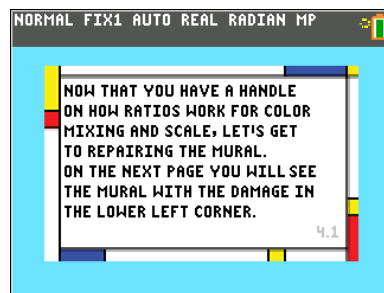 NORMAL FIX1 AUTO REAL RADIAN MP
NOW THAT YOU HAVE A HANDLE
ON HOW RATIOS WORK FOR COLOR
MIXING AND SCALE, LET'S GET
TO REPAIRING THE MURAL.
ON THE NEXT PAGE YOU WILL SEE
THE MURAL WITH THE DAMAGE IN
THE LOWER LEFT CORNER.
4.1